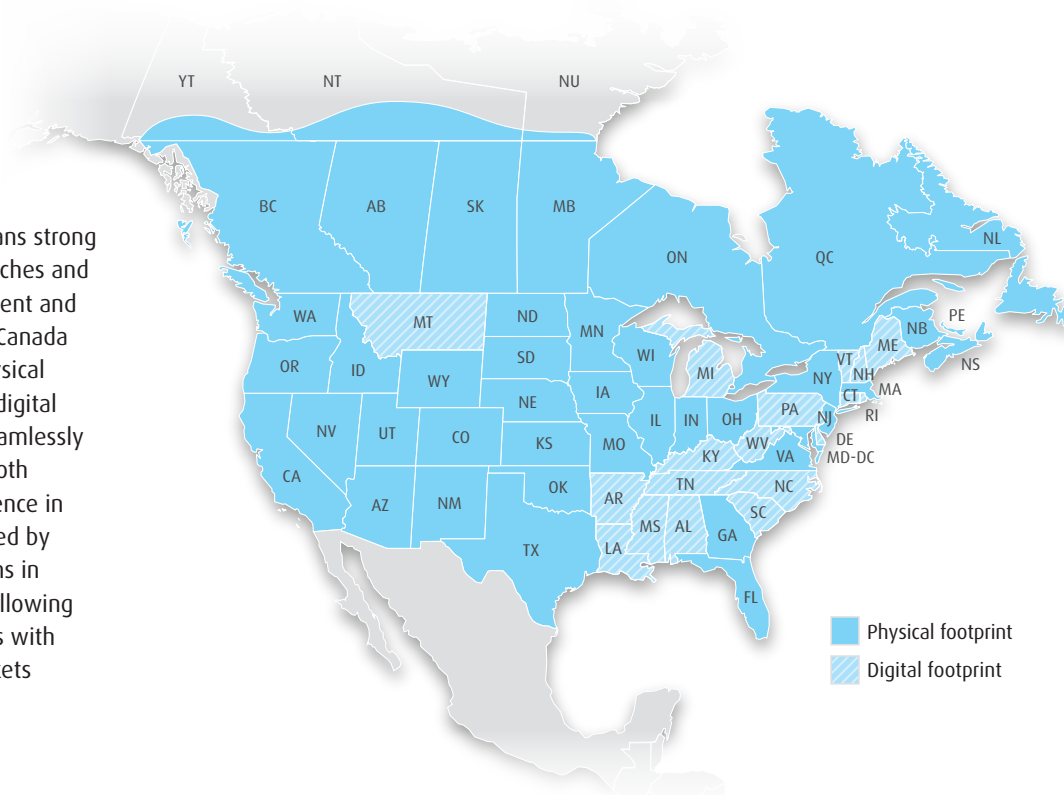 YT
NT
NU
BC
AB
SK
MB
ON
QC
NL
ans strong
ches and
ent and
Canada
sical
digital
amlessly
oth
ence in
ed by
ns in
llowing
s with
ets
WA
MT
ND
MN
WI
MI
VT
ME
NB
PE
NS
OR
ID
WY
SD
IA
NY
NH
MA
CT
RI
NV
UT
CO
NE
IL
IN
OH
PA
NJ
DE
MD-DC
CA
KS
MO
KY
WV
VA
AZ
NM
OK
AR
TN
NC
SC
TX
LA
MS
AL
GA
FL
Physical footprint
Digital footprint